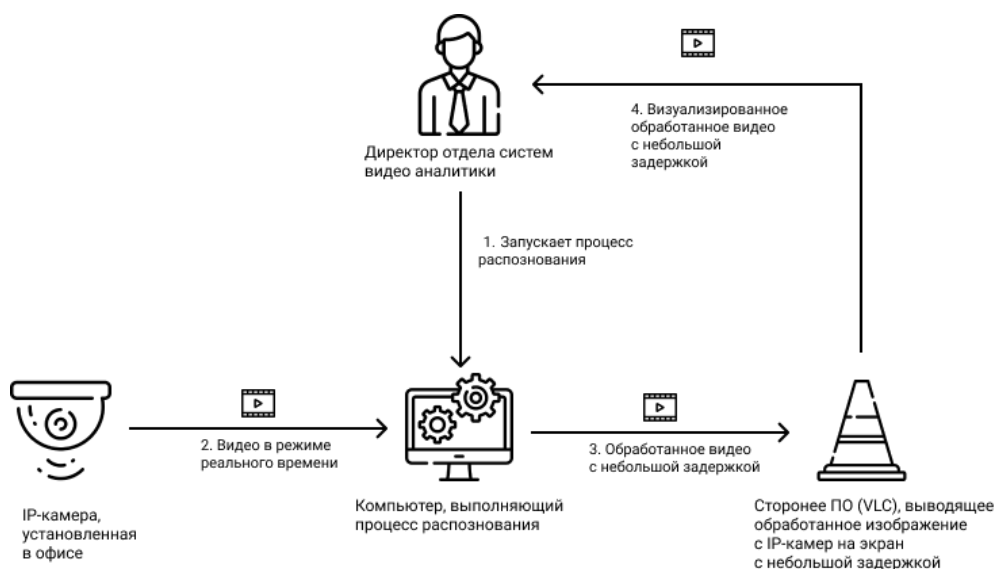 Директор отдела систем
видео аналитики
4. Визуализированное
обработанное видео
с небольшой
задержкой
1. Запускает процесс
распознования
2. Видео в режиме
реального времени
3. Обработанное видео
с небольшой задержкой
IP-камера,
установленная
в офисе
Компьютер, выполняющий
процесс распознования
Сторонее ПО (VLC), выводящее
обработанное изображение
с IP-камер на экран
с небольшой задержкой